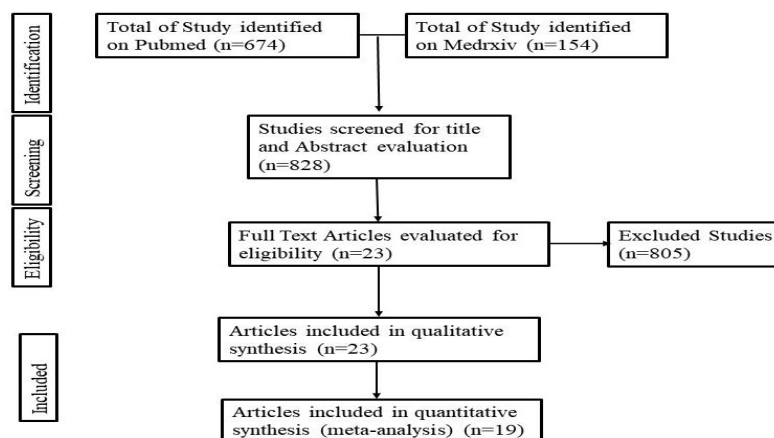 Identification
Total of Study identified
on Pubmed (n=674)
Total of Study identified
on Medrxiv (n=154)
Screening
Studies screened for title
and Abstract evaluation
(n=828)
Eligibility
Full Text Articles evaluated for
eligibility (n=23)
Excluded Studies
(n=805)
Included
Articles included in qualitative
synthesis (n=23)
Articles included in quantitative
synthesis (meta-analysis) (n=19)